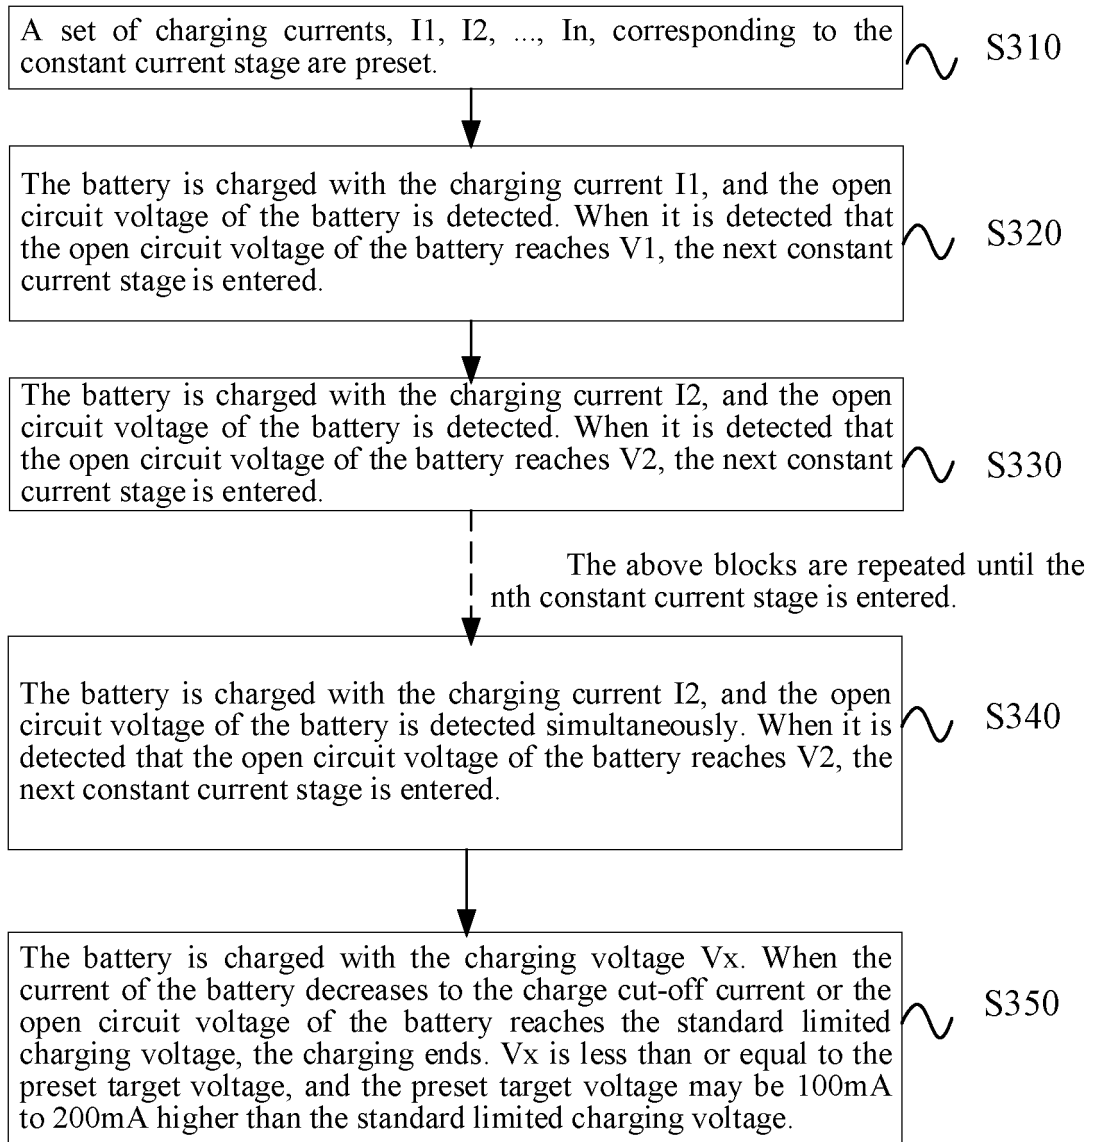 A set of charging currents, I1, I2, ..., In, corresponding to the
constant current stage are preset.
S310
The battery is charged with the charging current I1, and the open
circuit voltage of the battery is detected. When it is detected that
the open circuit voltage of the battery reaches V1, the next constant
current stage is entered.
S320
The battery is charged with the charging current I2, and the open
circuit voltage of the battery is detected. When it is detected that
the open circuit voltage of the battery reaches V2, the next constant
current stage is entered.
S330
The above blocks are repeated until the
nth constant current stage is entered.
The battery is charged with the charging current I2, and the open
circuit voltage of the battery is detected simultaneously. When it is
detected that the open circuit voltage of the battery reaches V2, the
next constant current stage is entered.
S340
The battery is charged with the charging voltage Vx. When the
current of the battery decreases to the charge cut-off current or the
open circuit voltage of the battery reaches the standard limited
charging voltage, the charging ends. Vx is less than or equal to the
preset target voltage, and the preset target voltage may be 100mA
to 200mA higher than the standard limited charging voltage.
S350